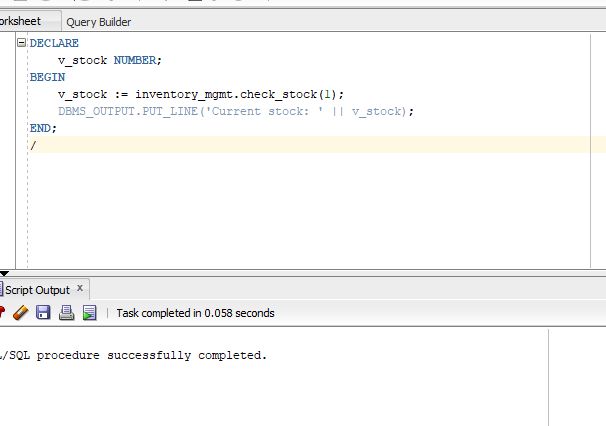 orksheet Query Builder
DECLARE
v_stock NUMBER;
BEGIN
v_stock := inventory_mgmt.check_stock(1);
DBMS_OUTPUT.PUT_LINE('Current stock: ' || v_stock);
END;
/
Script Output x
Task completed in 0.058 seconds
L/SQL procedure successfully completed.